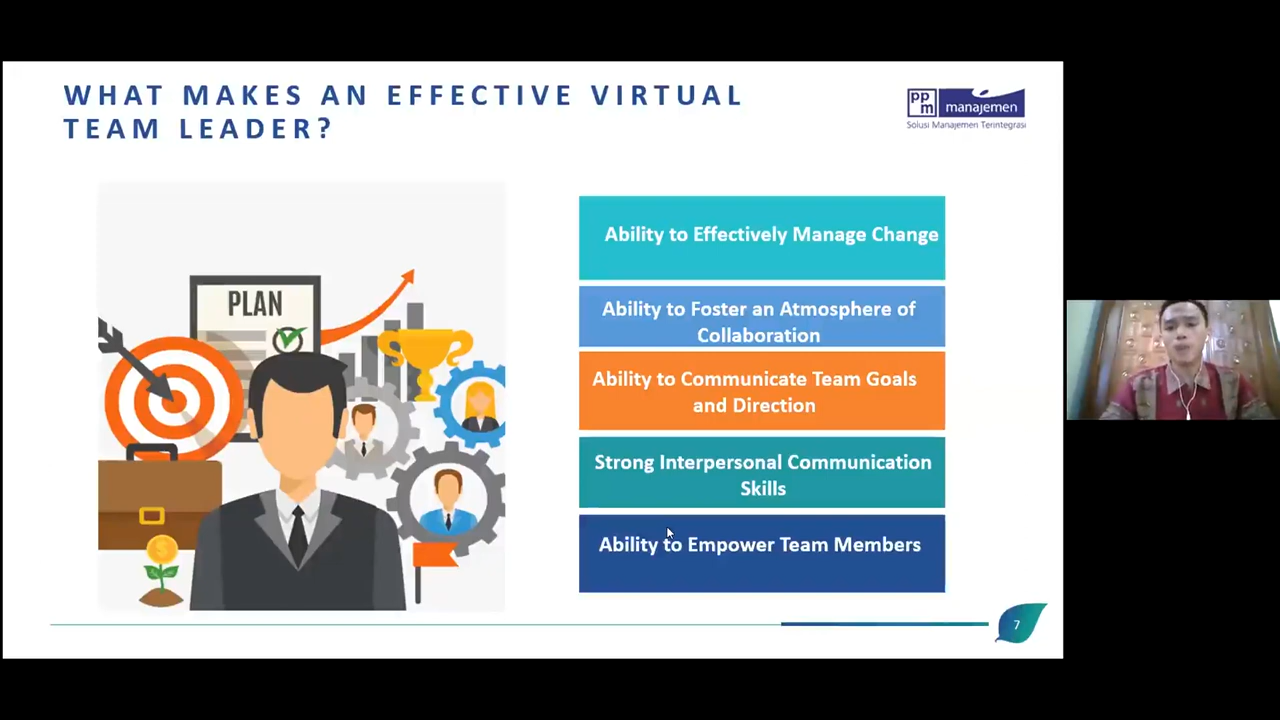 WHAT MAKES AN EFFECTIVE VIRTUAL
TEAM LEADER?
ppm manajemen
Solusi Manajemen Terintegrasi
PLAN
Ability to Effectively Manage Change
Ability to Foster an Atmosphere of
Collaboration
Ability to Communicate Team Goals
and Direction
Strong Interpersonal Communication
Skills
Ability to Empower Team Members
7